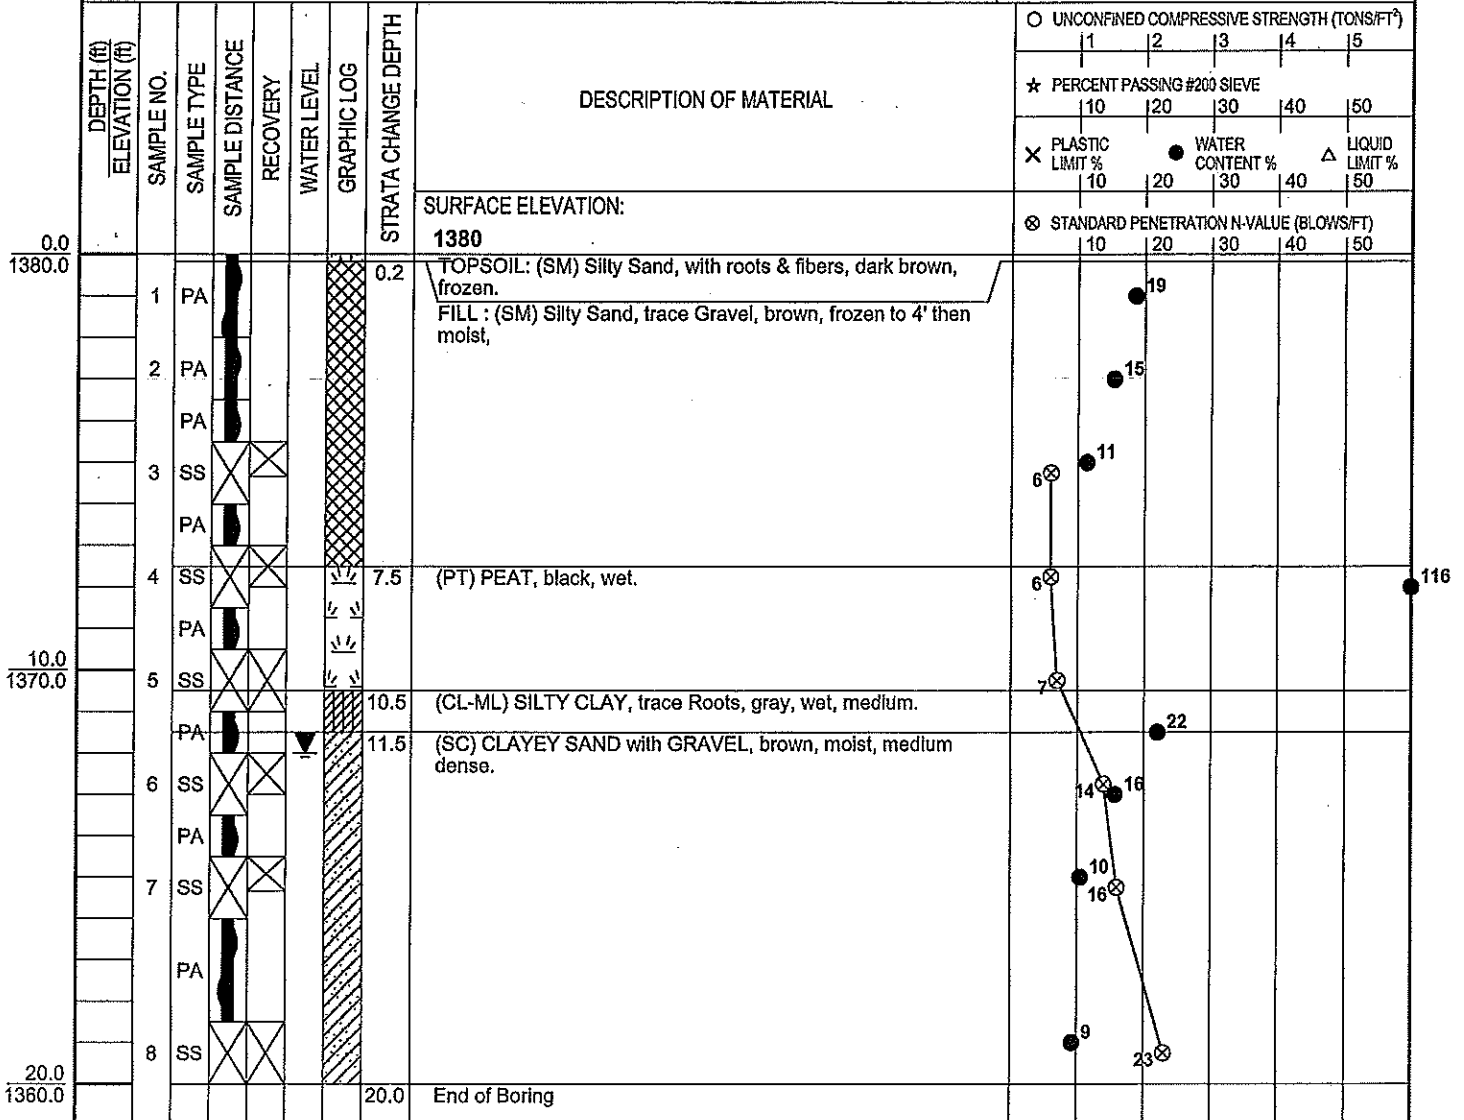 DEPTH (ft)
ELEVATION (ft)
SAMPLE NO.
SAMPLE TYPE
SAMPLE DISTANCE
RECOVERY
WATER LEVEL
GRAPHIC LOG
STRATA CHANGE DEPTH
DESCRIPTION OF MATERIAL
SURFACE ELEVATION:
1380
UNCONFINED COMPRESSIVE STRENGTH (TONS/FT²)
1 2 3 4 5
☆ PERCENT PASSING #200 SIEVE
10 20 30 40 50
X PLASTIC LIMIT % ● WATER CONTENT % △ LIQUID LIMIT %
10 20 30 40 50
⊗ STANDARD PENETRATION N-VALUE (BLOWS/FT)
10 20 30 40 50
0.0
1380.0
0.2 TOPSOIL: (SM) Silty Sand, with roots & fibers, dark brown,
frozen.
1 PA 19
FILL : (SM) Silty Sand, trace Gravel, brown, frozen to 4' then
moist,
2 PA 15
PA
3 SS 6 11
PA
4 SS 7.5 (PT) PEAT, black, wet. 6 116
PA
10.0
1370.0
5 SS 7
10.5 (CL-ML) SILTY CLAY, trace Roots, gray, wet, medium.
PA 22
11.5 (SC) CLAYEY SAND with GRAVEL, brown, moist, medium
dense.
6 SS 14 16
PA
7 SS 10
16
PA
8 SS 9
23
20.0
1360.0
20.0 End of Boring